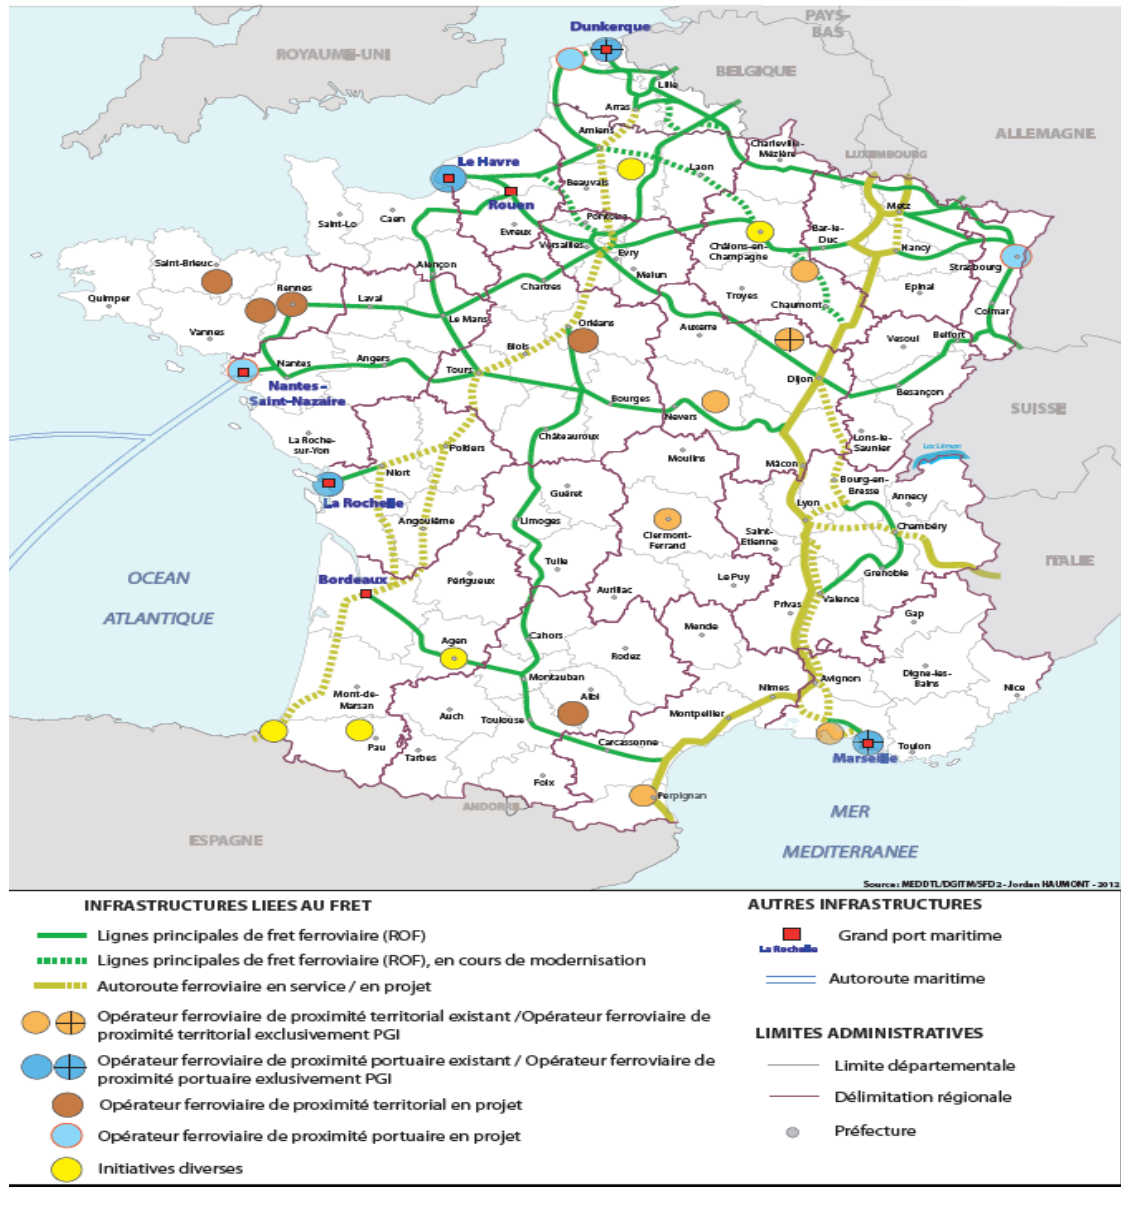 Dunkerque
PAYS-
BAS
ROYAUME-UNI
BELGIQUE
Lille
Arras
ALLEMAGNE
Amiens
Charleville-
Mézière
LUXEMBOURG
Le Havre
Laon
Beauvais
Rouen
Metz
Saint-Lo
Caen
Pontoise
Evreux
Bar-le-
Duc
Versailles
Evry
Châlons-en-
Champagne
Nancy
Saint-Brieuc
Alençon
Melun
Strasbourg
Rennes
Chartres
Troyes
Epinal
Quimper
Laval
Chaumont
Colmar
Le Mans
Orléans
Auxerre
Vannes
Vesoul
Belfort
Blois
Nantes
Angers
Tours
Dijon
Nantes -
Saint-Nazaire
Bourges
Besançon
Nevers
SUISSE
La Roche-
sur-Yon
Châteauroux
Lons-le-
Saunier
Poitiers
Lac Léman
Moulins
Mâcon
Niort
Bourg-en-
Bresse
Guéret
Annecy
La Rochelle
Lyon
Angoulême
Limoges
Clermont-
Ferrand
Saint-
Etienne
Chambéry
ITALIE
Tulle
OCEAN
Bordeaux
Périgueux
Le Puy
Grenoble
Aurillac
Privas
Valence
ATLANTIQUE
Gap
Mende
Agen
Cahors
Rodez
Digne-les-
Bains
Montauban
Avignon
Mont-de-
Marsan
Nimes
Nice
Albi
Auch
Toulouse
Montpellier
Carcassonne
Pau
Tarbes
Toulon
Marseille
Foix
Perpignan
ANDORRE
MER
ESPAGNE
MEDITERRANEE
Source : MEDDTL/DGITM/SFD2 - Jordan HAUMONT - 2012
INFRASTRUCTURES LIEES AU FRET
Lignes principales de fret ferroviaire (ROF)
Lignes principales de fret ferroviaire (ROF), en cours de modernisation
Autoroute ferroviaire en service / en projet
Opérateur ferroviaire de proximité territorial existant /Opérateur ferroviaire de
proximité territorial exclusivement PGI
Opérateur ferroviaire de proximité portuaire existant / Opérateur ferroviaire de
proximité portuaire exlusivement PGI
Opérateur ferroviaire de proximité territorial en projet
Opérateur ferroviaire de proximité portuaire en projet
Initiatives diverses
AUTRES INFRASTRUCTURES
La Rochelle
Grand port maritime
Autoroute maritime
LIMITES ADMINISTRATIVES
Limite départementale
Délimitation régionale
Préfecture